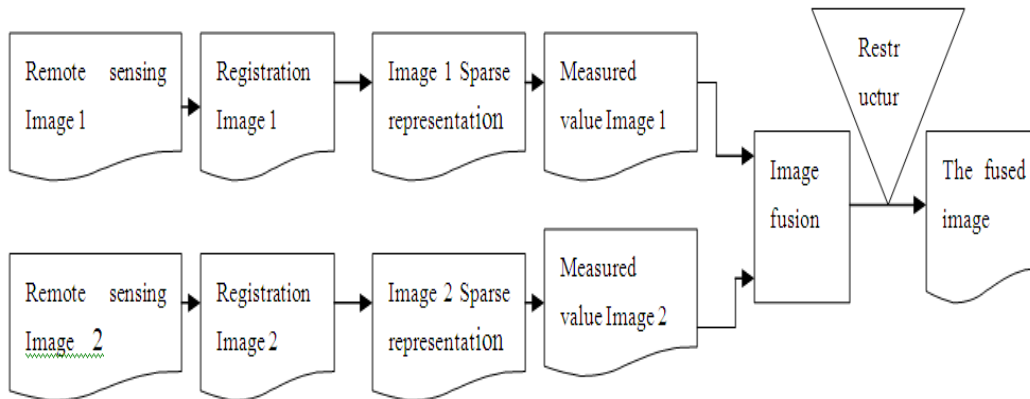 Remote sensing
Image 1
Registration
Image 1
Image 1 Sparse
representation
Measured
value Image 1
Restr
uctur
Image
fusion
The fused
image
Remote sensing
Image 2
Registration
Image 2
Image 2 Sparse
representation
Measured
value Image 2